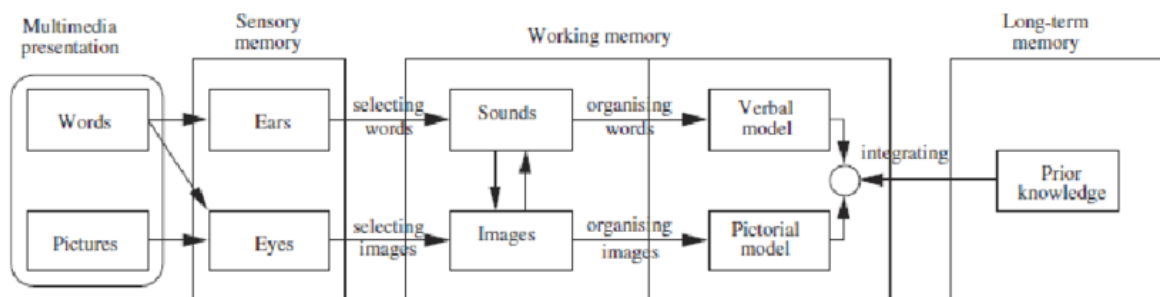 Multimedia
presentation
Sensory
memory
Working memory
Long-term
memory
Words
Ears
selecting
words
Sounds
organising
words
Verbal
model
integrating
Prior
knowledge
Pictures
Eyes
selecting
images
Images
organising
images
Pictorial
model